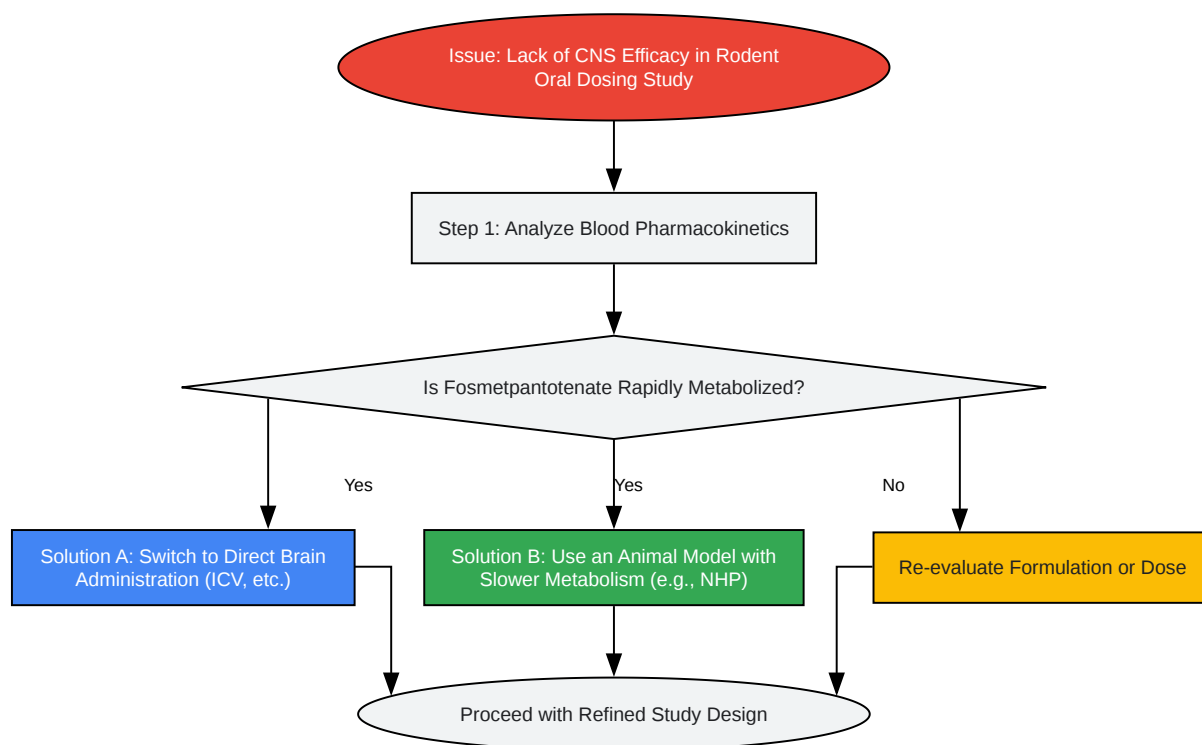 Issue: Lack of CNS Efficacy in Rodent
Oral Dosing Study
Step 1: Analyze Blood Pharmacokinetics
Is Fosmetpantotenate Rapidly Metabolized?
Yes
Yes
No
Solution A: Switch to Direct Brain
Administration (ICV, etc.)
Solution B: Use an Animal Model with
Slower Metabolism (e.g., NHP)
Re-evaluate Formulation or Dose
Proceed with Refined Study Design